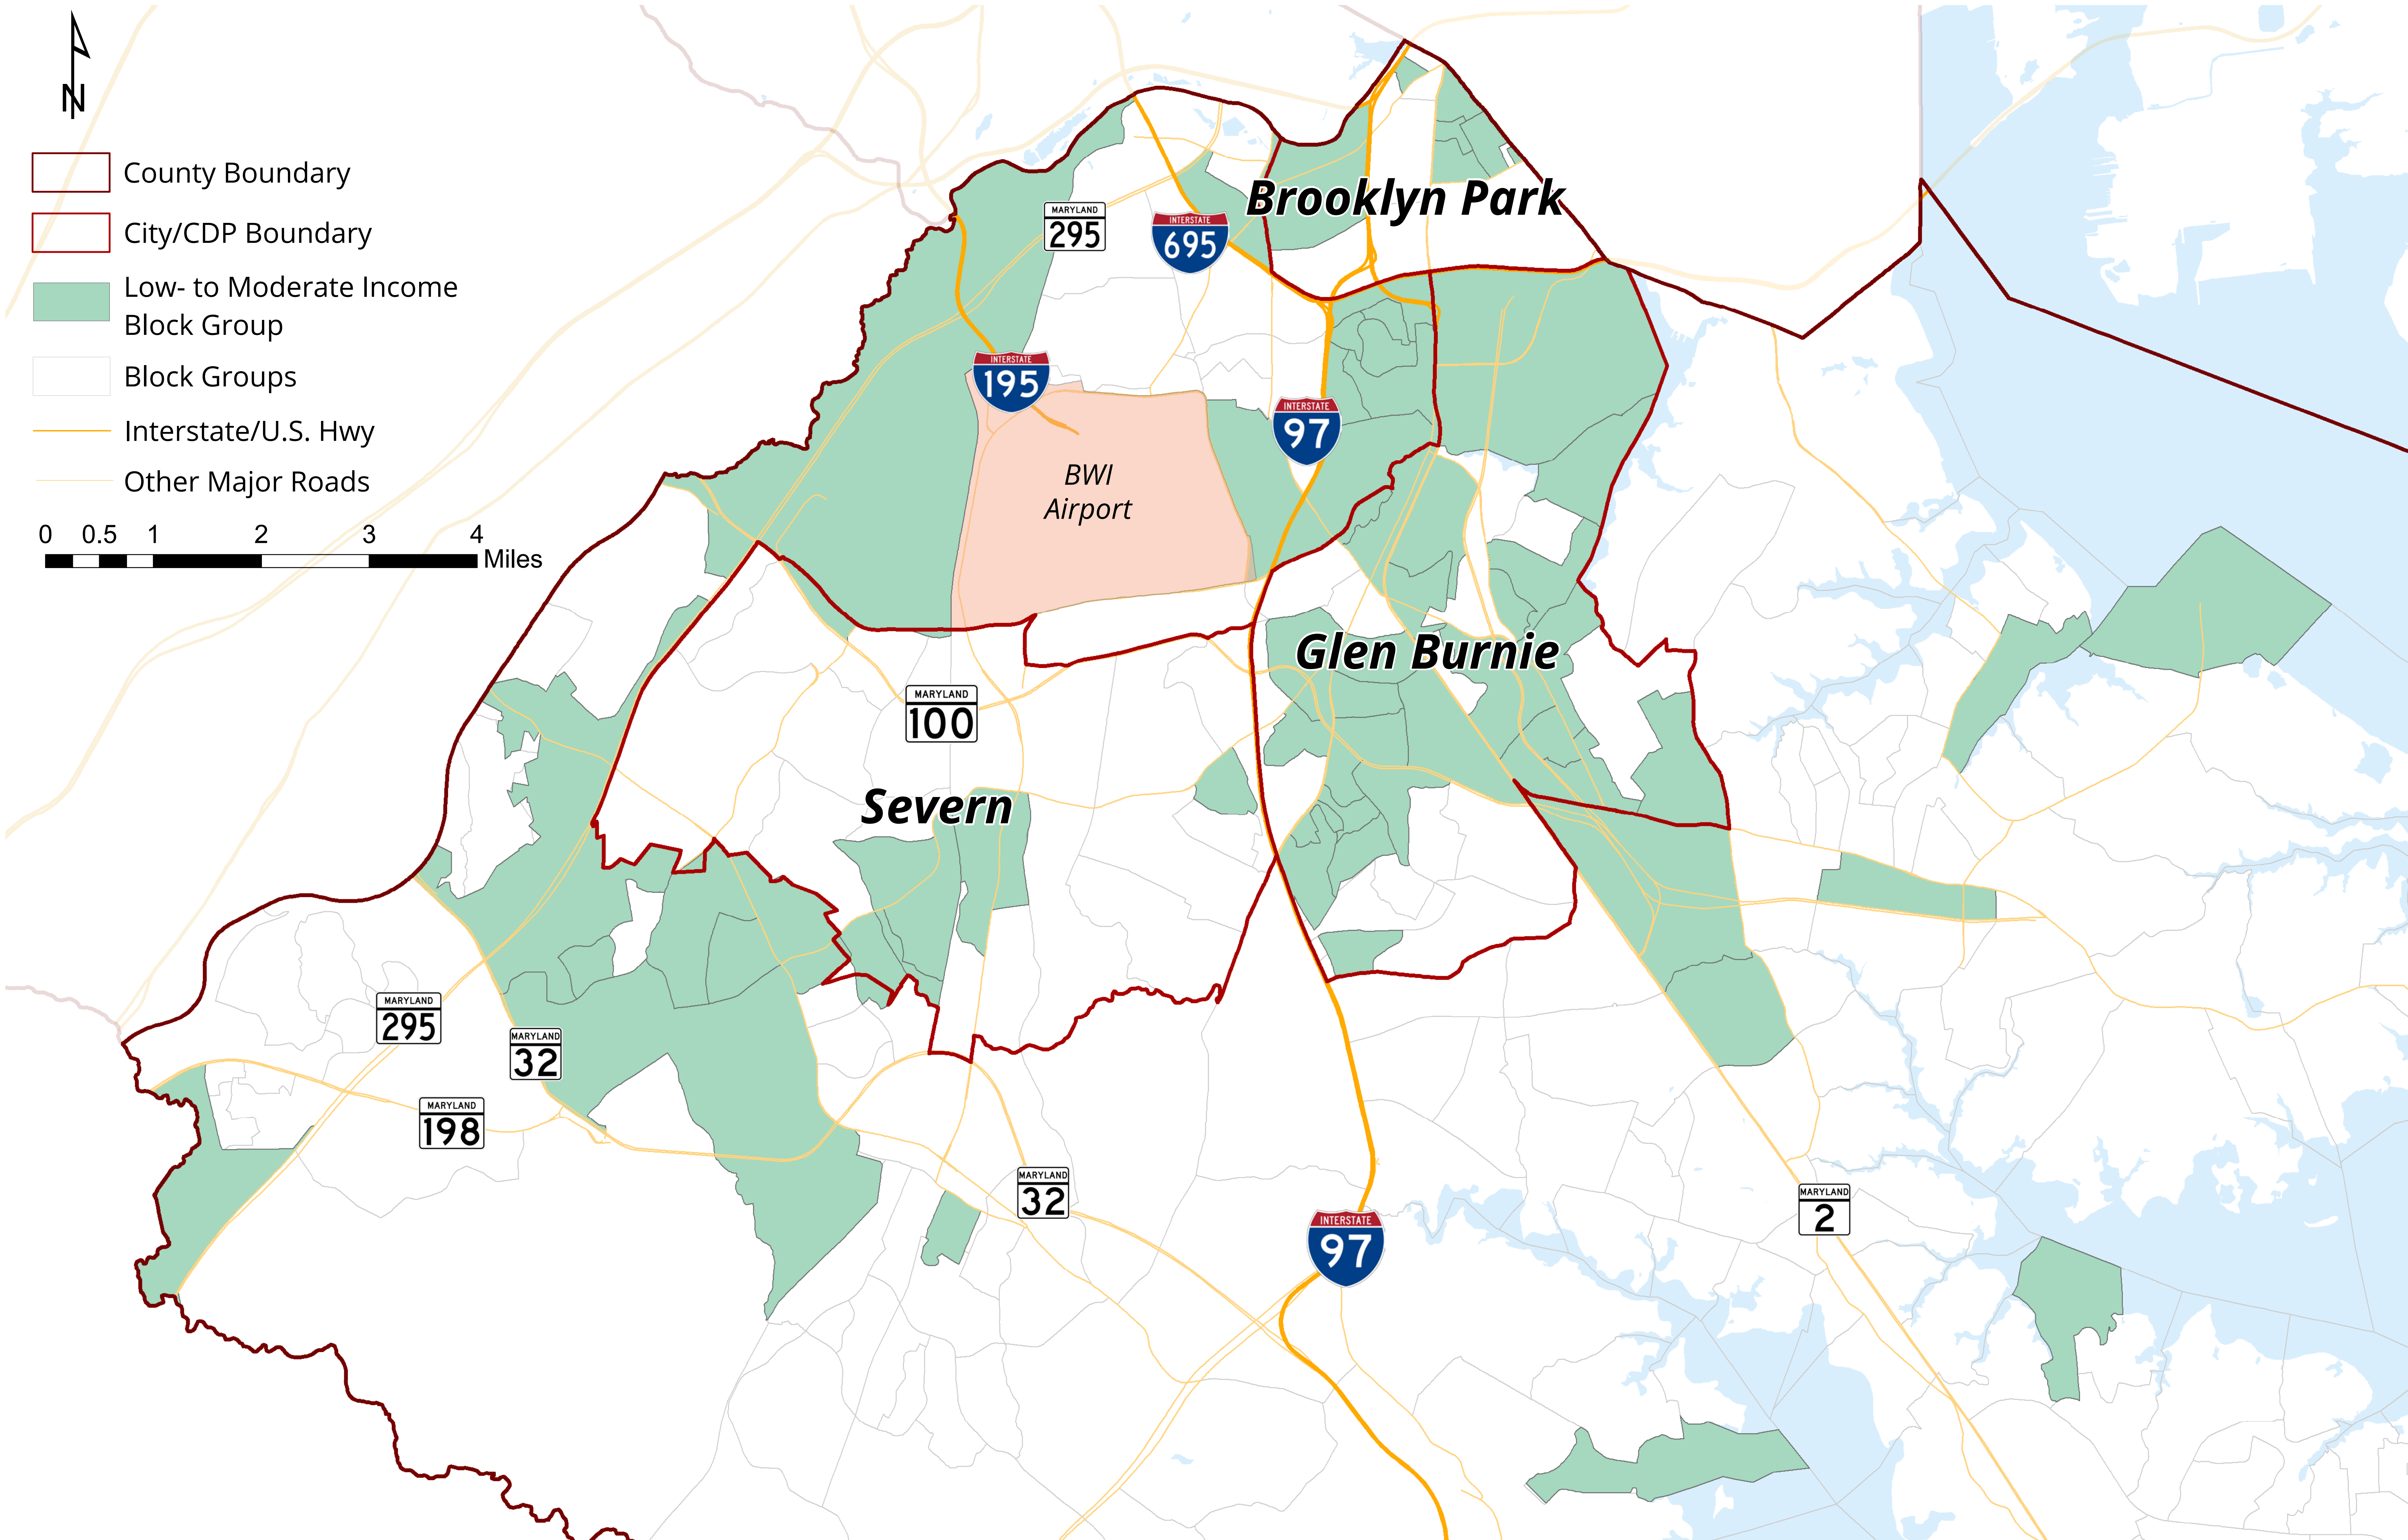 N
County Boundary
City/CDP Boundary
Low- to Moderate Income
Block Group
Block Groups
Interstate/U.S. Hwy
Other Major Roads
0 0.5 1 2 3 4
Miles
Brooklyn Park
MARYLAND
295
INTERSTATE
695
INTERSTATE
195
INTERSTATE
97
BWI
Airport
Glen Burnie
MARYLAND
100
Severn
MARYLAND
295
MARYLAND
32
MARYLAND
198
MARYLAND
32
MARYLAND
2
INTERSTATE
97